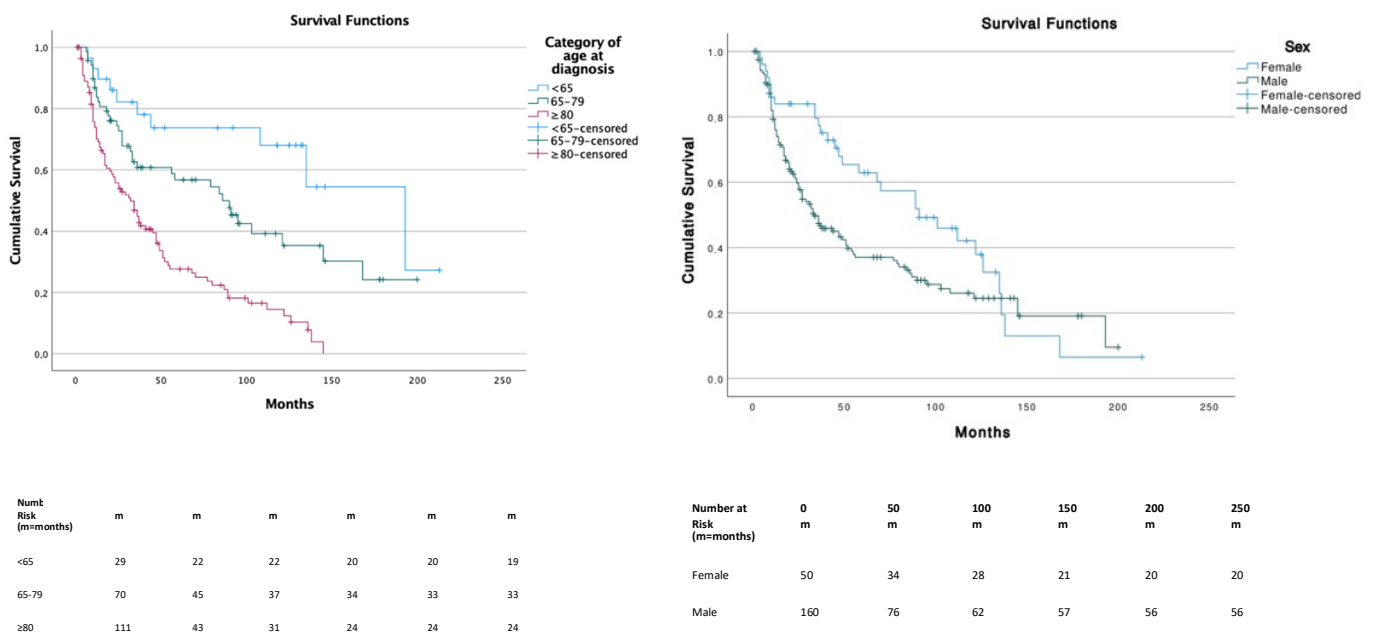 Survival Functions
Cumulative Survival
1,0
0,8
0,6
0,4
0,2
0,0
0
50
100
150
200
250
Months
Category of
age at
diagnosis
<65
65-79
≥80
<65-censored
65-79-censored
≥80-censored
Survival Functions
Cumulative Survival
1.0
0.8
0.6
0.4
0.2
0.0
0
50
100
150
200
250
Months
Sex
Female
Male
Female-censored
Male-censored
Risk m m m m m m
(m=months)
<65 29 22 22 20 20 19
65-79 70 45 37 34 33 33
≥80 111 43 31 24 24 24
Number at 0 50 100 150 200 250
Risk m m m m m m
(m=months)
Female 50 34 28 21 20 20
Male 160 76 62 57 56 56